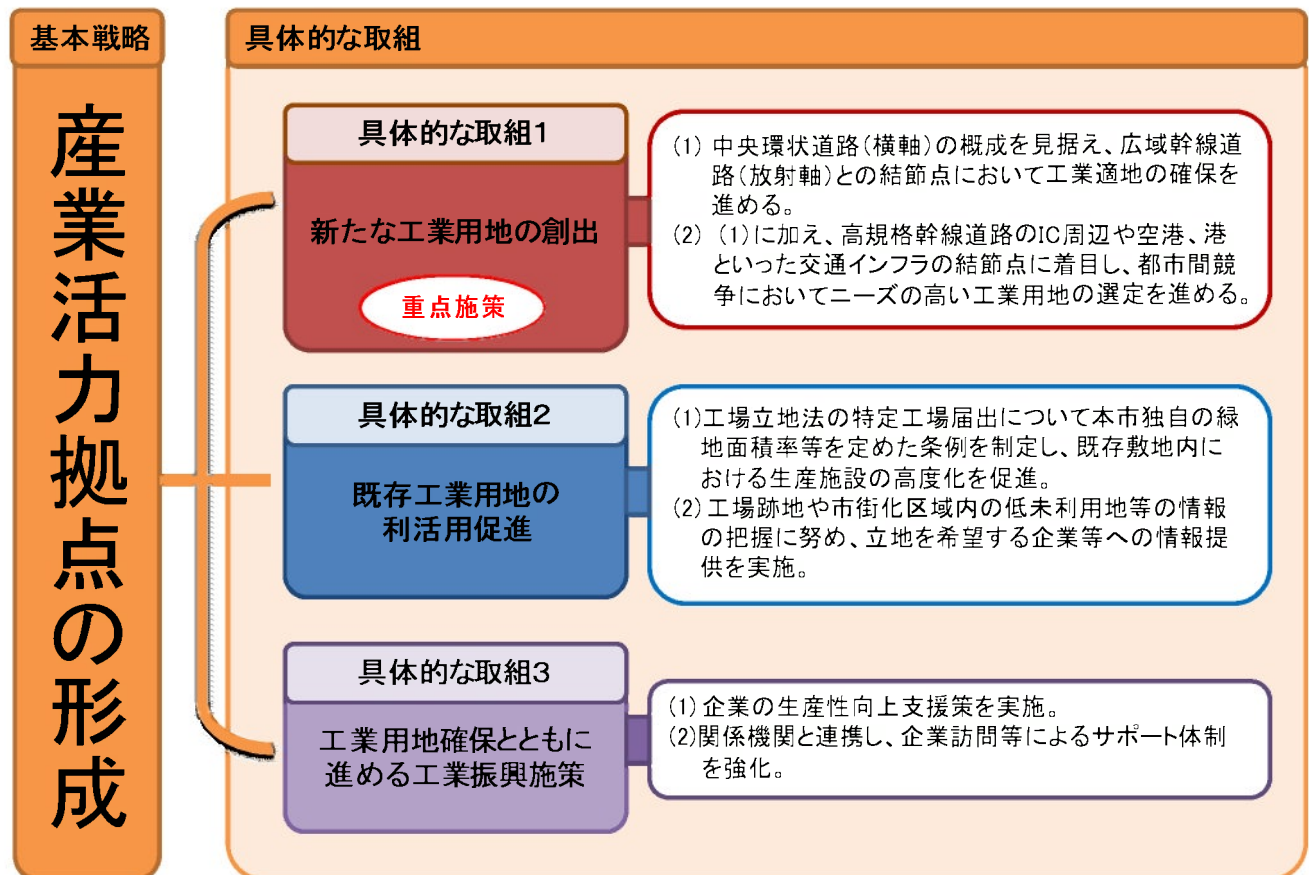 基本戦略
産業活力拠点の形成
具体的な取組
具体的な取組1
新たな工業用地の創出
重点施策
(1) 中央環状道路(横軸)の概成を見据え、広域幹線道
路(放射軸)との結節点において工業適地の確保を
進める。
(2) (1)に加え、高規格幹線道路のIC周辺や空港、港
といった交通インフラの結節点に着目し、都市間競
争においてニーズの高い工業用地の選定を進める。
具体的な取組2
既存工業用地の
利活用促進
(1)工場立地法の特定工場届出について本市独自の緑
地面積率等を定めた条例を制定し、既存敷地内に
おける生産施設の高度化を促進。
(2)工場跡地や市街化区域内の低未利用地等の情報
の把握に努め、立地を希望する企業等への情報提
供を実施。
具体的な取組3
工業用地確保とともに
進める工業振興施策
(1)企業の生産性向上支援策を実施。
(2)関係機関と連携し、企業訪問等によるサポート体制
を強化。